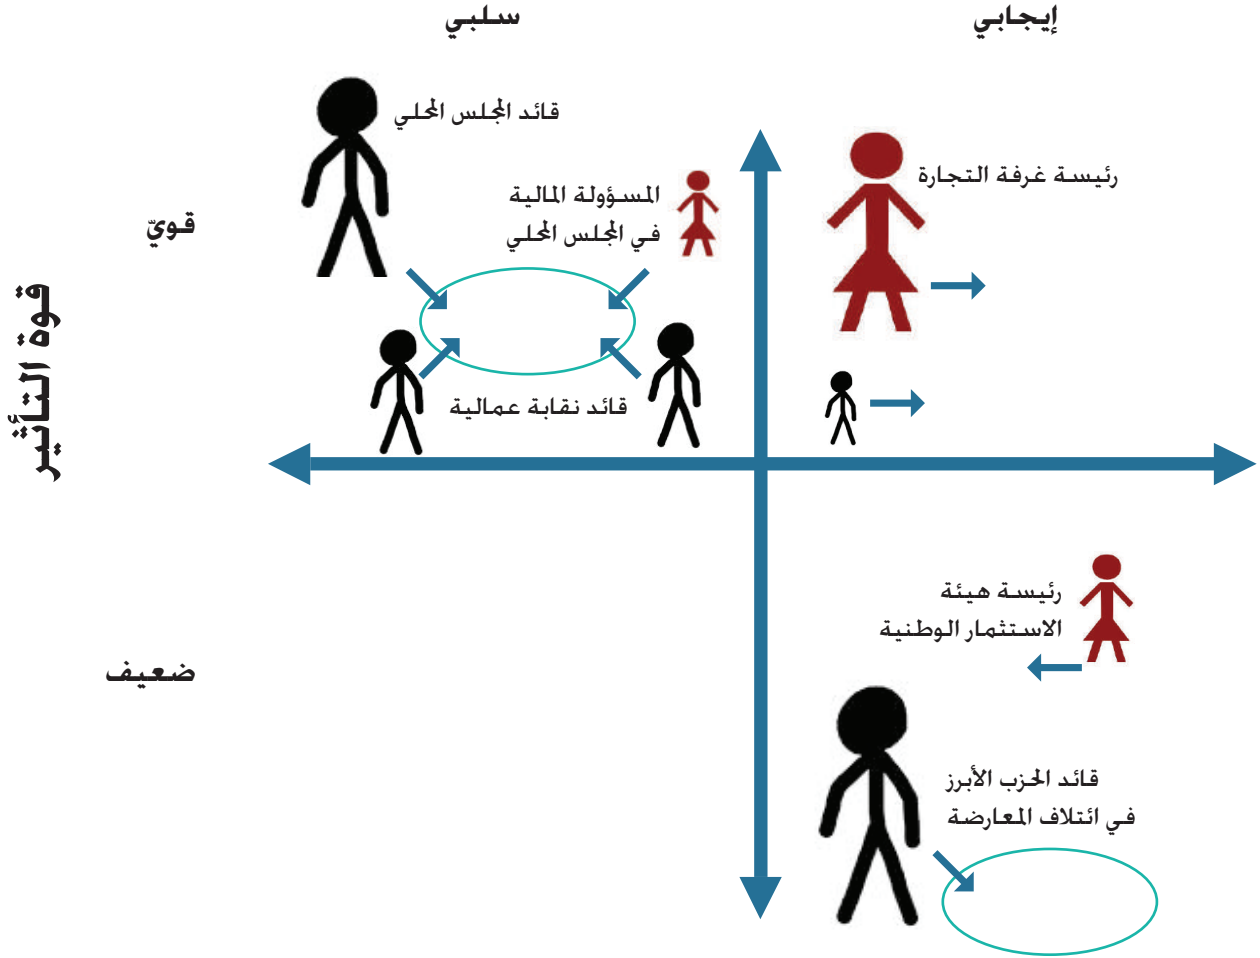 إيجابي
سلبي
قائد المجلس المحلي
رئيسة غرفة التجارة
المسؤولة المالية
في المجلس المحلي
قويّ
قوة التأثير
قائد نقابة عمالية
رئيسة هيئة
الاستثمار الوطنية
ضعيف
قائد الحزب الأبرز
في ائتلاف المعارضة